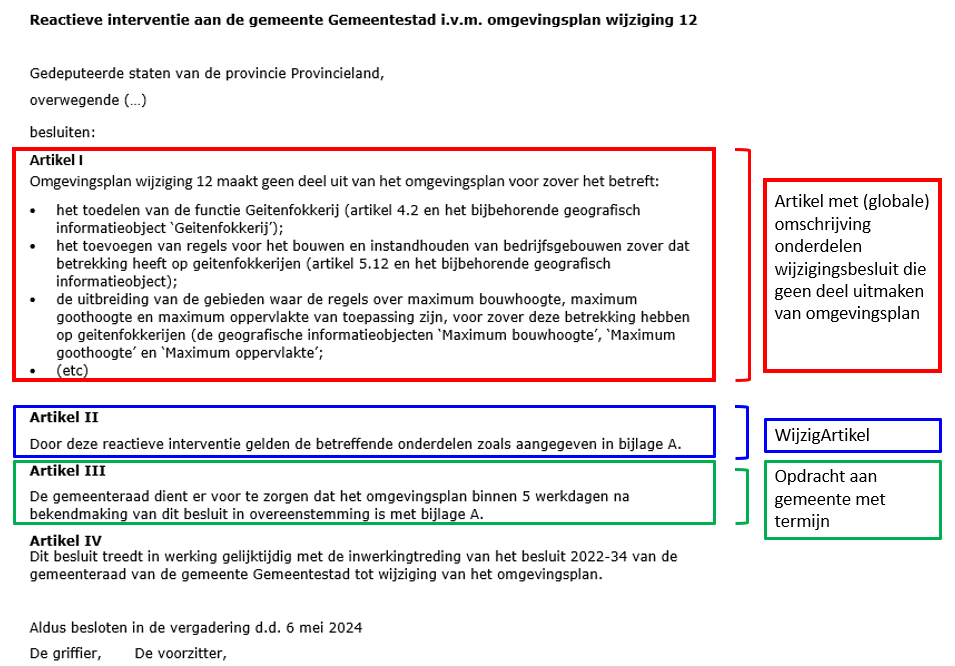 Reactieve interventie aan de gemeente Gemeentestad i.v.m. omgevingsplan wijziging 12
Gedeputeerde staten van de provincie Provincieland,
overwegende (…)
besluiten:
Artikel I
Omgevingsplan wijziging 12 maakt geen deel uit van het omgevingsplan voor zover het betreft:
• het toedelen van de functie Geitenfokkerij (artikel 4.2 en het bijbehorende geografisch
informatieobject ‘Geitenfokkerij’);
• het toevoegen van regels voor het bouwen en instandhouden van bedrijfsgebouwen zover dat
betrekking heeft op geitenfokkerijen (artikel 5.12 en het bijbehorende geografisch
informatieobject);
• de uitbreiding van de gebieden waar de regels over maximum bouwhoogte, maximum
goothoogte en maximum oppervlakte van toepassing zijn, voor zover deze betrekking hebben
op geitenfokkerijen (de geografische informatieobjecten ‘Maximum bouwhoogte´, ‘Maximum
goothoogte´ en ‘Maximum oppervlakte´;
• (etc)
Artikel met (globale)
omschrijving
onderdelen
wijzigingsbesluit die
geen deel uitmaken
van omgevingsplan
Artikel II
Door deze reactieve interventie gelden de betreffende onderdelen zoals aangegeven in bijlage A.
WijzigArtikel
Artikel III
De gemeenteraad dient er voor te zorgen dat het omgevingsplan binnen 5 werkdagen na
bekendmaking van dit besluit in overeenstemming is met bijlage A.
Opdracht aan
gemeente met
termijn
Artikel IV
Dit besluit treedt in werking gelijktijdig met de inwerkingtreding van het besluit 2022-34 van de
gemeenteraad van de gemeente Gemeentestad tot wijziging van het omgevingsplan.
Aldus besloten in de vergadering d.d. 6 mei 2024
De griffier, De voorzitter,